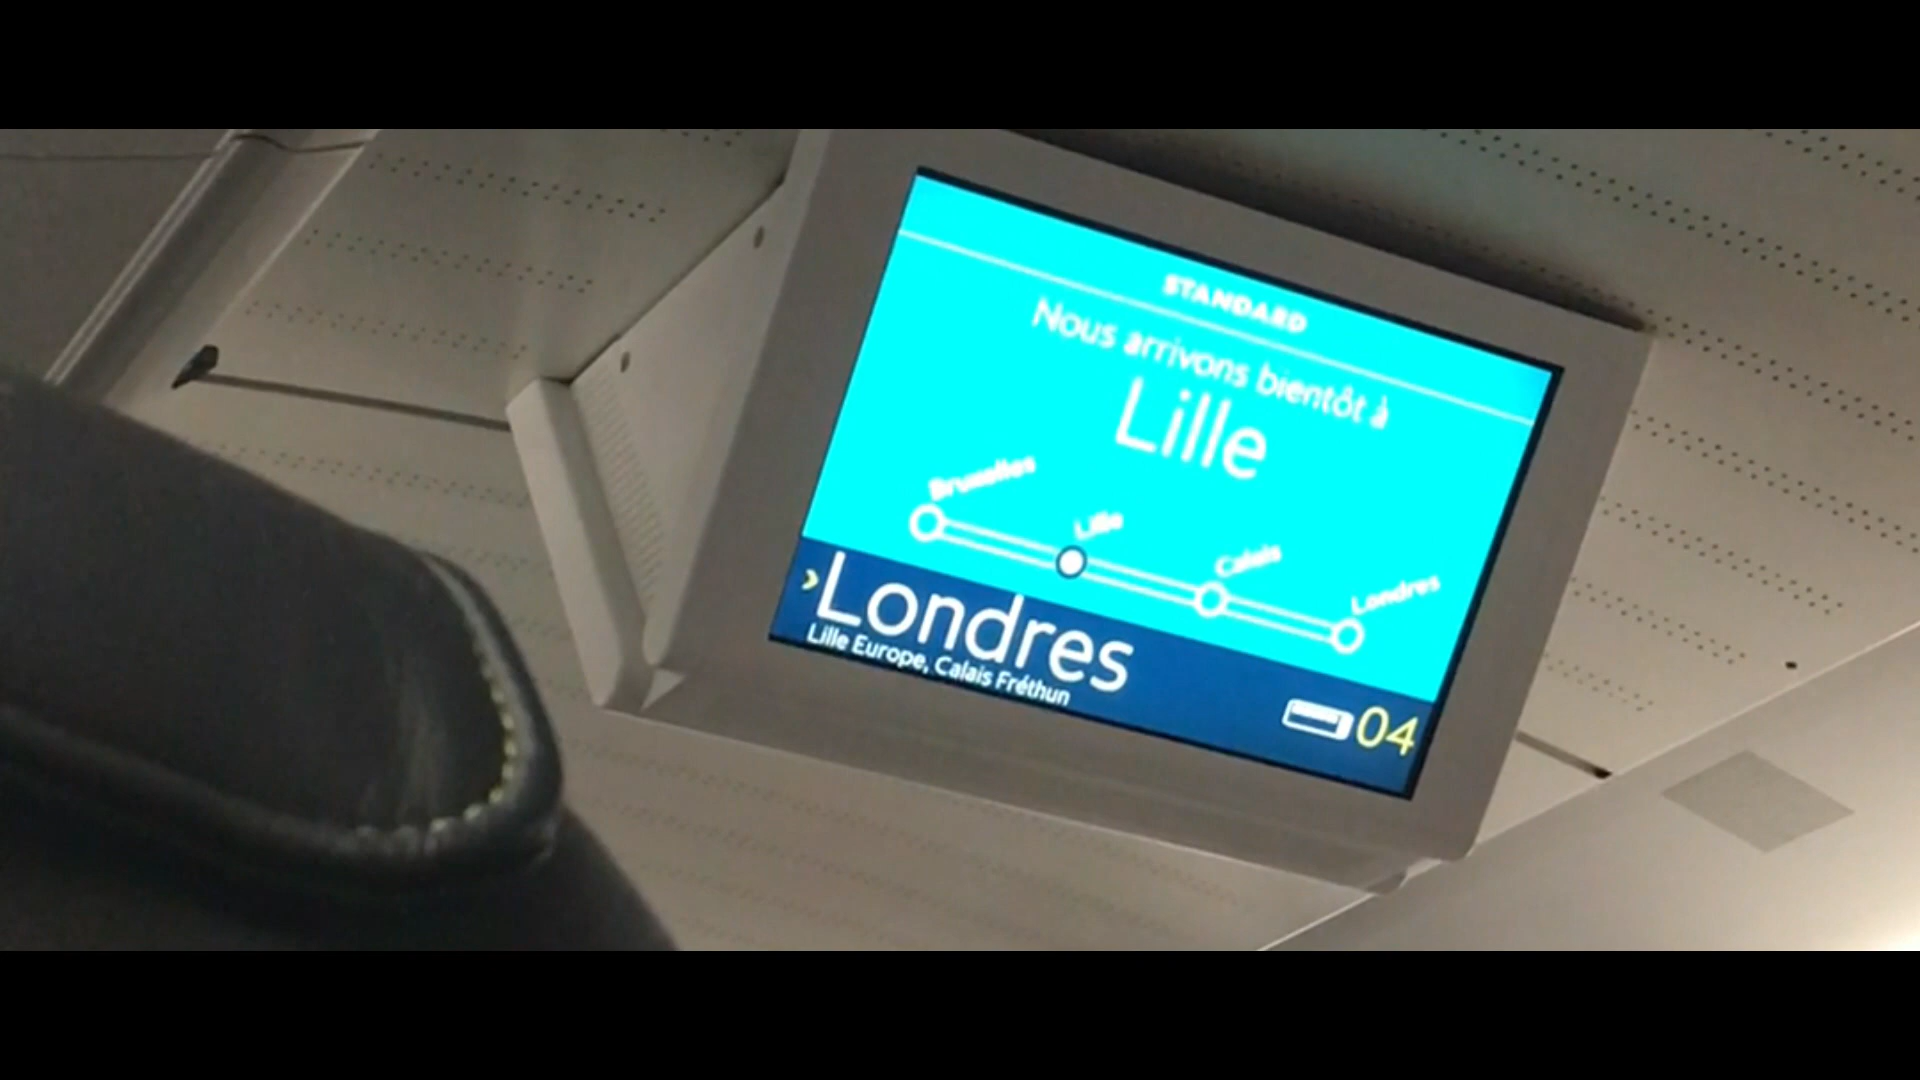 STANDARD
Nous arrivons bientôt à
Lille
Bruxelles
Lille
Calais
Londres
› Londres
Lille Europe, Calais Fréthun
04